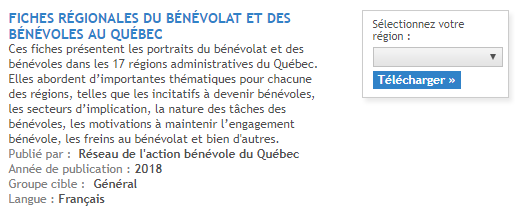 FICHES RÉGIONALES DU BÉNÉVOLAT ET DES
BÉNÉVOLES AU QUÉBEC
Ces fiches présentent les portraits du bénévolat et des
bénévoles dans les 17 régions administratives du Québec.
Elles abordent d’importantes thématiques pour chacune
des régions, telles que les incitatifs à devenir bénévoles,
les secteurs d’implication, la nature des tâches des
bénévoles, les motivations à maintenir l’engagement
bénévole, les freins au bénévolat et bien d'autres.
Publié par : Réseau de l'action bénévole du Québec
Année de publication : 2018
Groupe cible : Général
Langue : Français
Sélectionnez votre
région :
Télécharger »